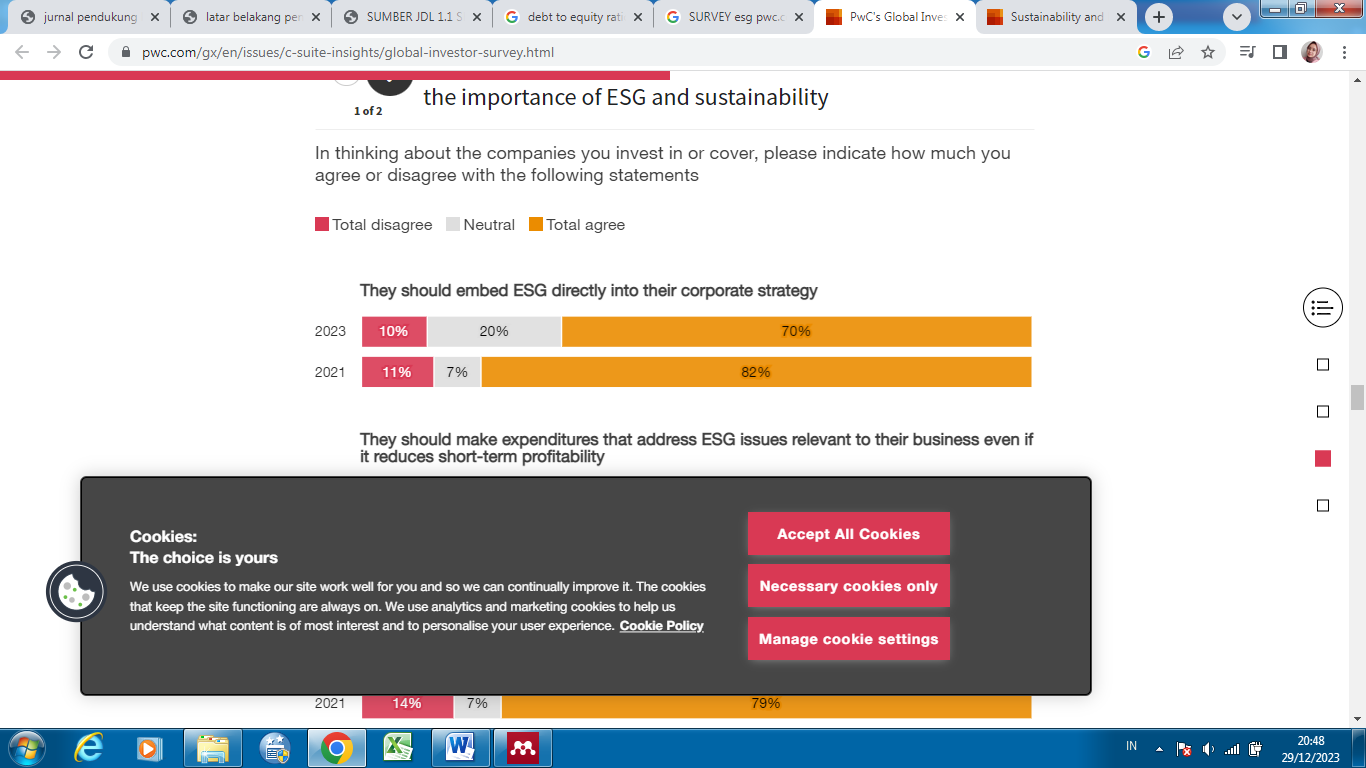 jurnal pendukung
latar belakang pen
SUMBER JDL 1.1 S
debt to equity rati
SURVEY esg pwc.c
PwC's Global Inves
Sustainability and
pwc.com/gx/en/issues/c-suite-insights/global-investor-survey.html
the importance of ESG and sustainability
1 of 2
In thinking about the companies you invest in or cover, please indicate how much you
agree or disagree with the following statements
Total disagree Neutral Total agree
They should embed ESG directly into their corporate strategy
2023 10% 20% 70%
2021 11% 7% 82%
They should make expenditures that address ESG issues relevant to their business even if
it reduces short-term profitability
Cookies:
The choice is yours
We use cookies to make our site work well for you and so we can continually improve it. The cookies
that keep the site functioning are always on. We use analytics and marketing cookies to help us
understand what content is of most interest and to personalise your user experience. Cookie Policy
Accept All Cookies
Necessary cookies only
Manage cookie settings
2021 14% 7% 79%
IN
20:48
29/12/2023